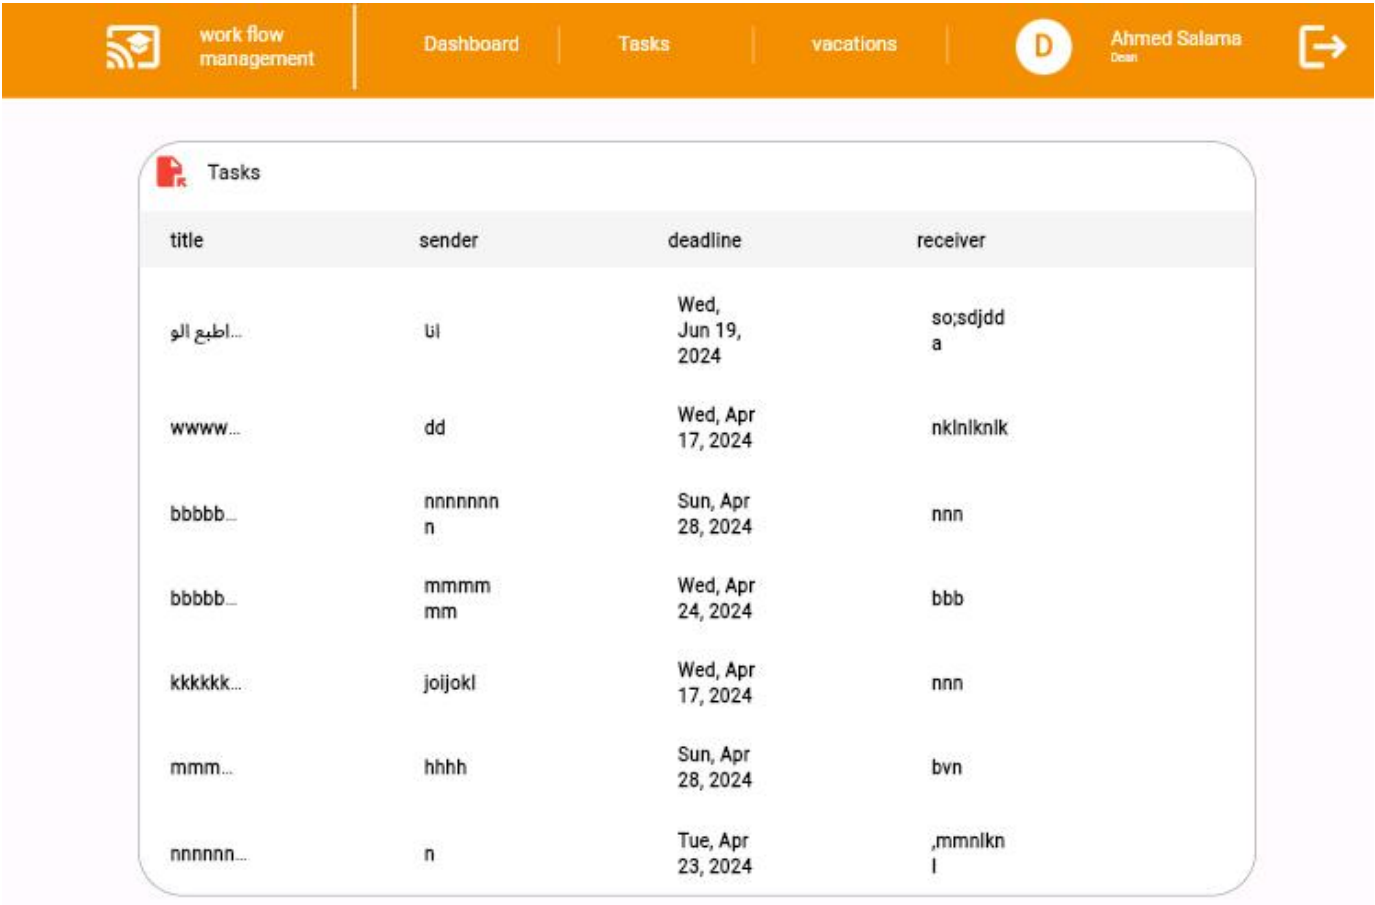 work flow
management
Dashboard
Tasks
vacations
D
Ahmed Salama
Dean
Tasks
title sender deadline receiver
اطبع الو...
انا
Wed,
Jun 19,
2024
so;sdjdd
a
wwww...
dd
Wed, Apr
17, 2024
nklnlknlk
bbbbb...
nnnnnnn
n
Sun, Apr
28, 2024
nnn
bbbbb...
mmmm
mm
Wed, Apr
24, 2024
bbb
kkkkkk...
joijokl
Wed, Apr
17, 2024
nnn
mmm...
hhhh
Sun, Apr
28, 2024
bvn
nnnnnn...
n
Tue, Apr
23, 2024
,mmnlkn
l